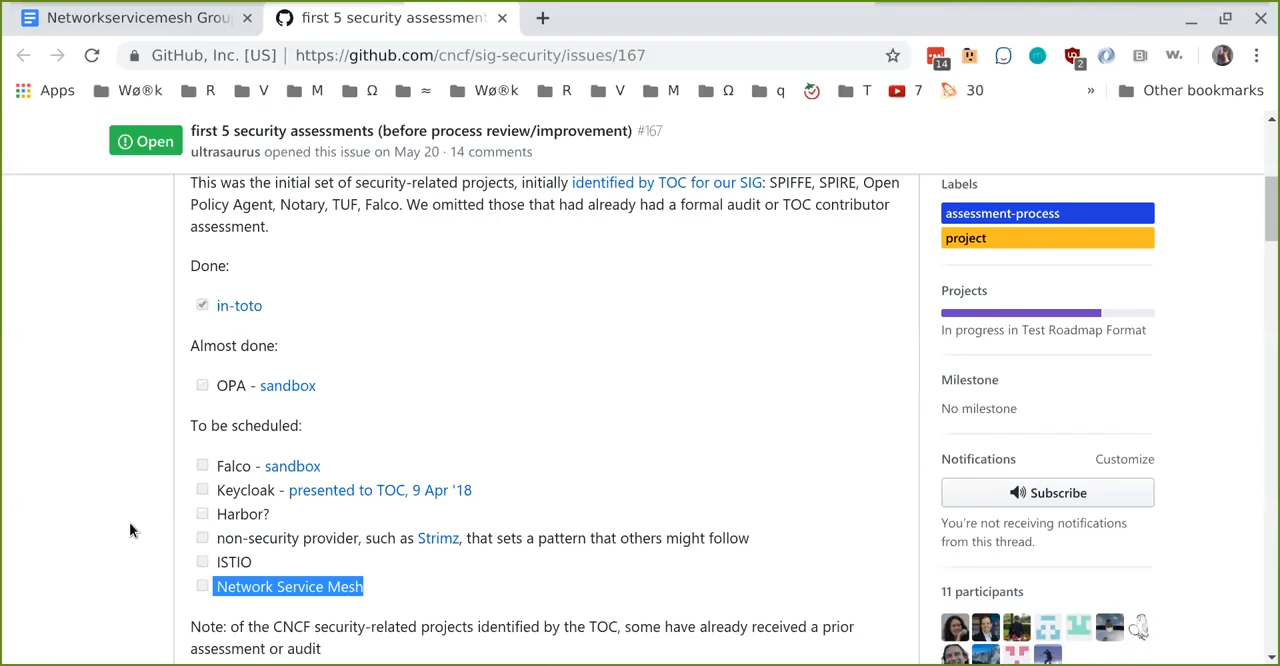 Networkservicemesh Grou
first 5 security assessment
GitHub, Inc. [US] | https://github.com/cncf/sig-security/issues/167
14
2
W.
Apps Wø®k R V M Ω ≈ Wø®k R V M Ω q T 7 30 » Other bookmarks
Open
first 5 security assessments (before process review/improvement) #167
ultrasaurus opened this issue on May 20 · 14 comments
This was the initial set of security-related projects, initially identified by TOC for our SIG: SPIFFE, SPIRE, Open
Policy Agent, Notary, TUF, Falco. We omitted those that had already had a formal audit or TOC contributor
assessment.
Done:
in-toto
Almost done:
OPA - sandbox
To be scheduled:
Falco - sandbox
Keycloak - presented to TOC, 9 Apr '18
Harbor?
non-security provider, such as Strimz, that sets a pattern that others might follow
ISTIO
Network Service Mesh
Note: of the CNCF security-related projects identified by the TOC, some have already received a prior
assessment or audit
Labels
assessment-process
project
Projects
In progress in Test Roadmap Format
Milestone
No milestone
Notifications Customize
Subscribe
You're not receiving notifications
from this thread.
11 participants